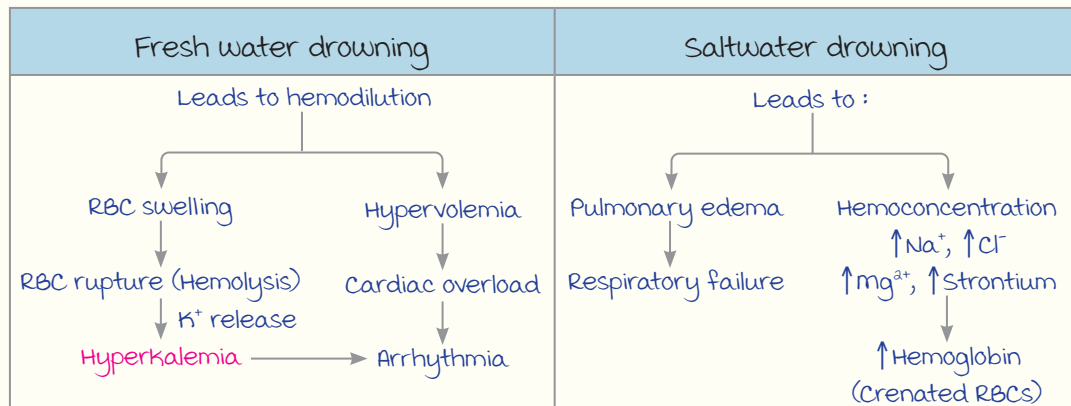 Fresh water drowning
Leads to hemodilution
RBC swelling
RBC rupture (Hemolysis)
K⁺ release
Hyperkalemia
Hypervolemia
Cardiac overload
Arrhythmia
Saltwater drowning
Leads to :
Pulmonary edema
Respiratory failure
Hemoconcentration
↑Na⁺, ↑Cl⁻
↑mg²⁺, ↑Strontium
↑Hemoglobin
(Crenated RBCs)